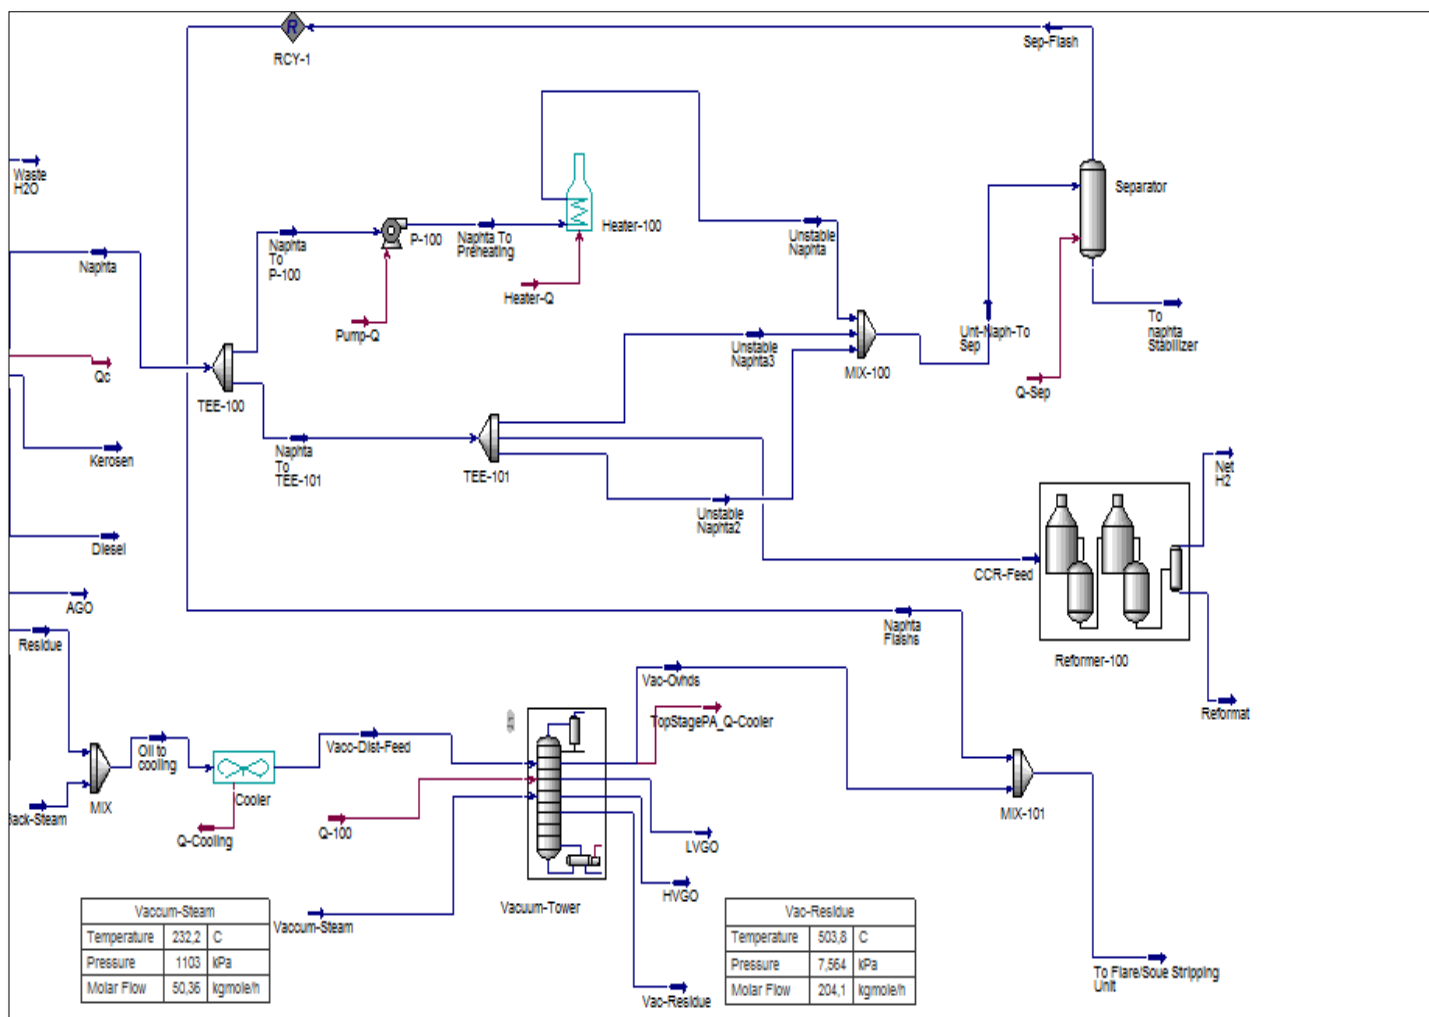 R
RCY-1
Sep-Flash
Waste
H2O
Separator
Heater-100
Naphta
Naphta
To
P-100
P-100
Naphta To
Preheating
Unstable
Naphta
Heater-Q
Pump-Q
To
naphta
Stabilizer
Unt-Naph-To
Sep
Unstable
Naphta3
MIX-100
Qc
Q-Sep
TEE-100
Kerosen
Naphta
To
TEE-101
TEE-101
Net
H2
Unstable
Naphta2
Diesel
CCR-Feed
AGO
Naphta
Flashs
Residue
Reformer-100
Vac-Ovhds
Reformat
TopStagePA_Q-Cooler
Oil to
cooling
Vacc-Dist-Feed
MIX
Cooler
Back-Steam
Q-Cooling
Q-100
MIX-101
LVGO
HVGO
Vacuum-Tower
Vaccum-Steam
Vaccum-Steam
Temperature 232,2 C
Pressure 1103 kPa
Molar Flow 50,36 kgmole/h
Vac-Residue
Temperature 503,8 C
Pressure 7,564 kPa
Molar Flow 204,1 kgmole/h
To Flare/Soue Stripping
Unit
Vac-Residue